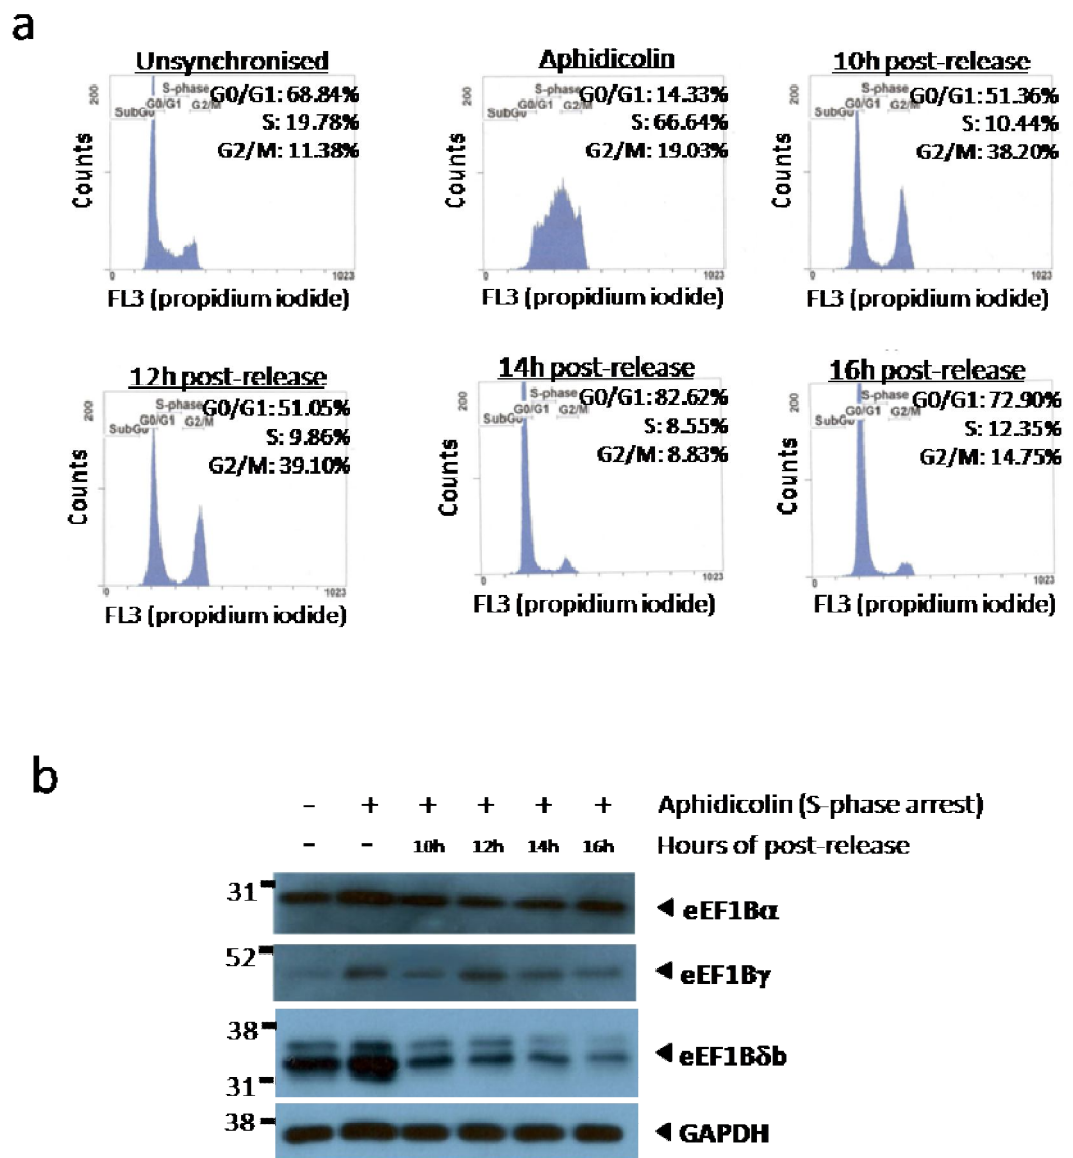 a
Unsynchronised
200
S-phase
SubG0 G0/G1 G2/M
G0/G1: 68.84%
S: 19.78%
G2/M: 11.38%
Counts
0 1023
FL3 (propidium iodide)
Aphidicolin
200
S-phase
SubG0 G0/G1 G2/M
G0/G1: 14.33%
S: 66.64%
G2/M: 19.03%
Counts
0 1023
FL3 (propidium iodide)
10h post-release
200
S-phase
SubG0 G0/G1 G2/M
G0/G1: 51.36%
S: 10.44%
G2/M: 38.20%
Counts
0 1023
FL3 (propidium iodide)
12h post-release
200
S-phase
SubG0 G0/G1 G2/M
G0/G1: 51.05%
S: 9.86%
G2/M: 39.10%
Counts
0 1023
FL3 (propidium iodide)
14h post-release
200
S-phase
SubG0 G0/G1 G2/M
G0/G1: 82.62%
S: 8.55%
G2/M: 8.83%
Counts
0 1023
FL3 (propidium iodide)
16h post-release
200
S-phase
SubG0 G0/G1 G2/M
G0/G1: 72.90%
S: 12.35%
G2/M: 14.75%
Counts
0 1023
FL3 (propidium iodide)
b
- + + + + + Aphidicolin (S-phase arrest)
- - 10h 12h 14h 16h Hours of post-release
31
eEF1Bα
52
eEF1Bγ
38
eEF1Bδb
31
38
GAPDH